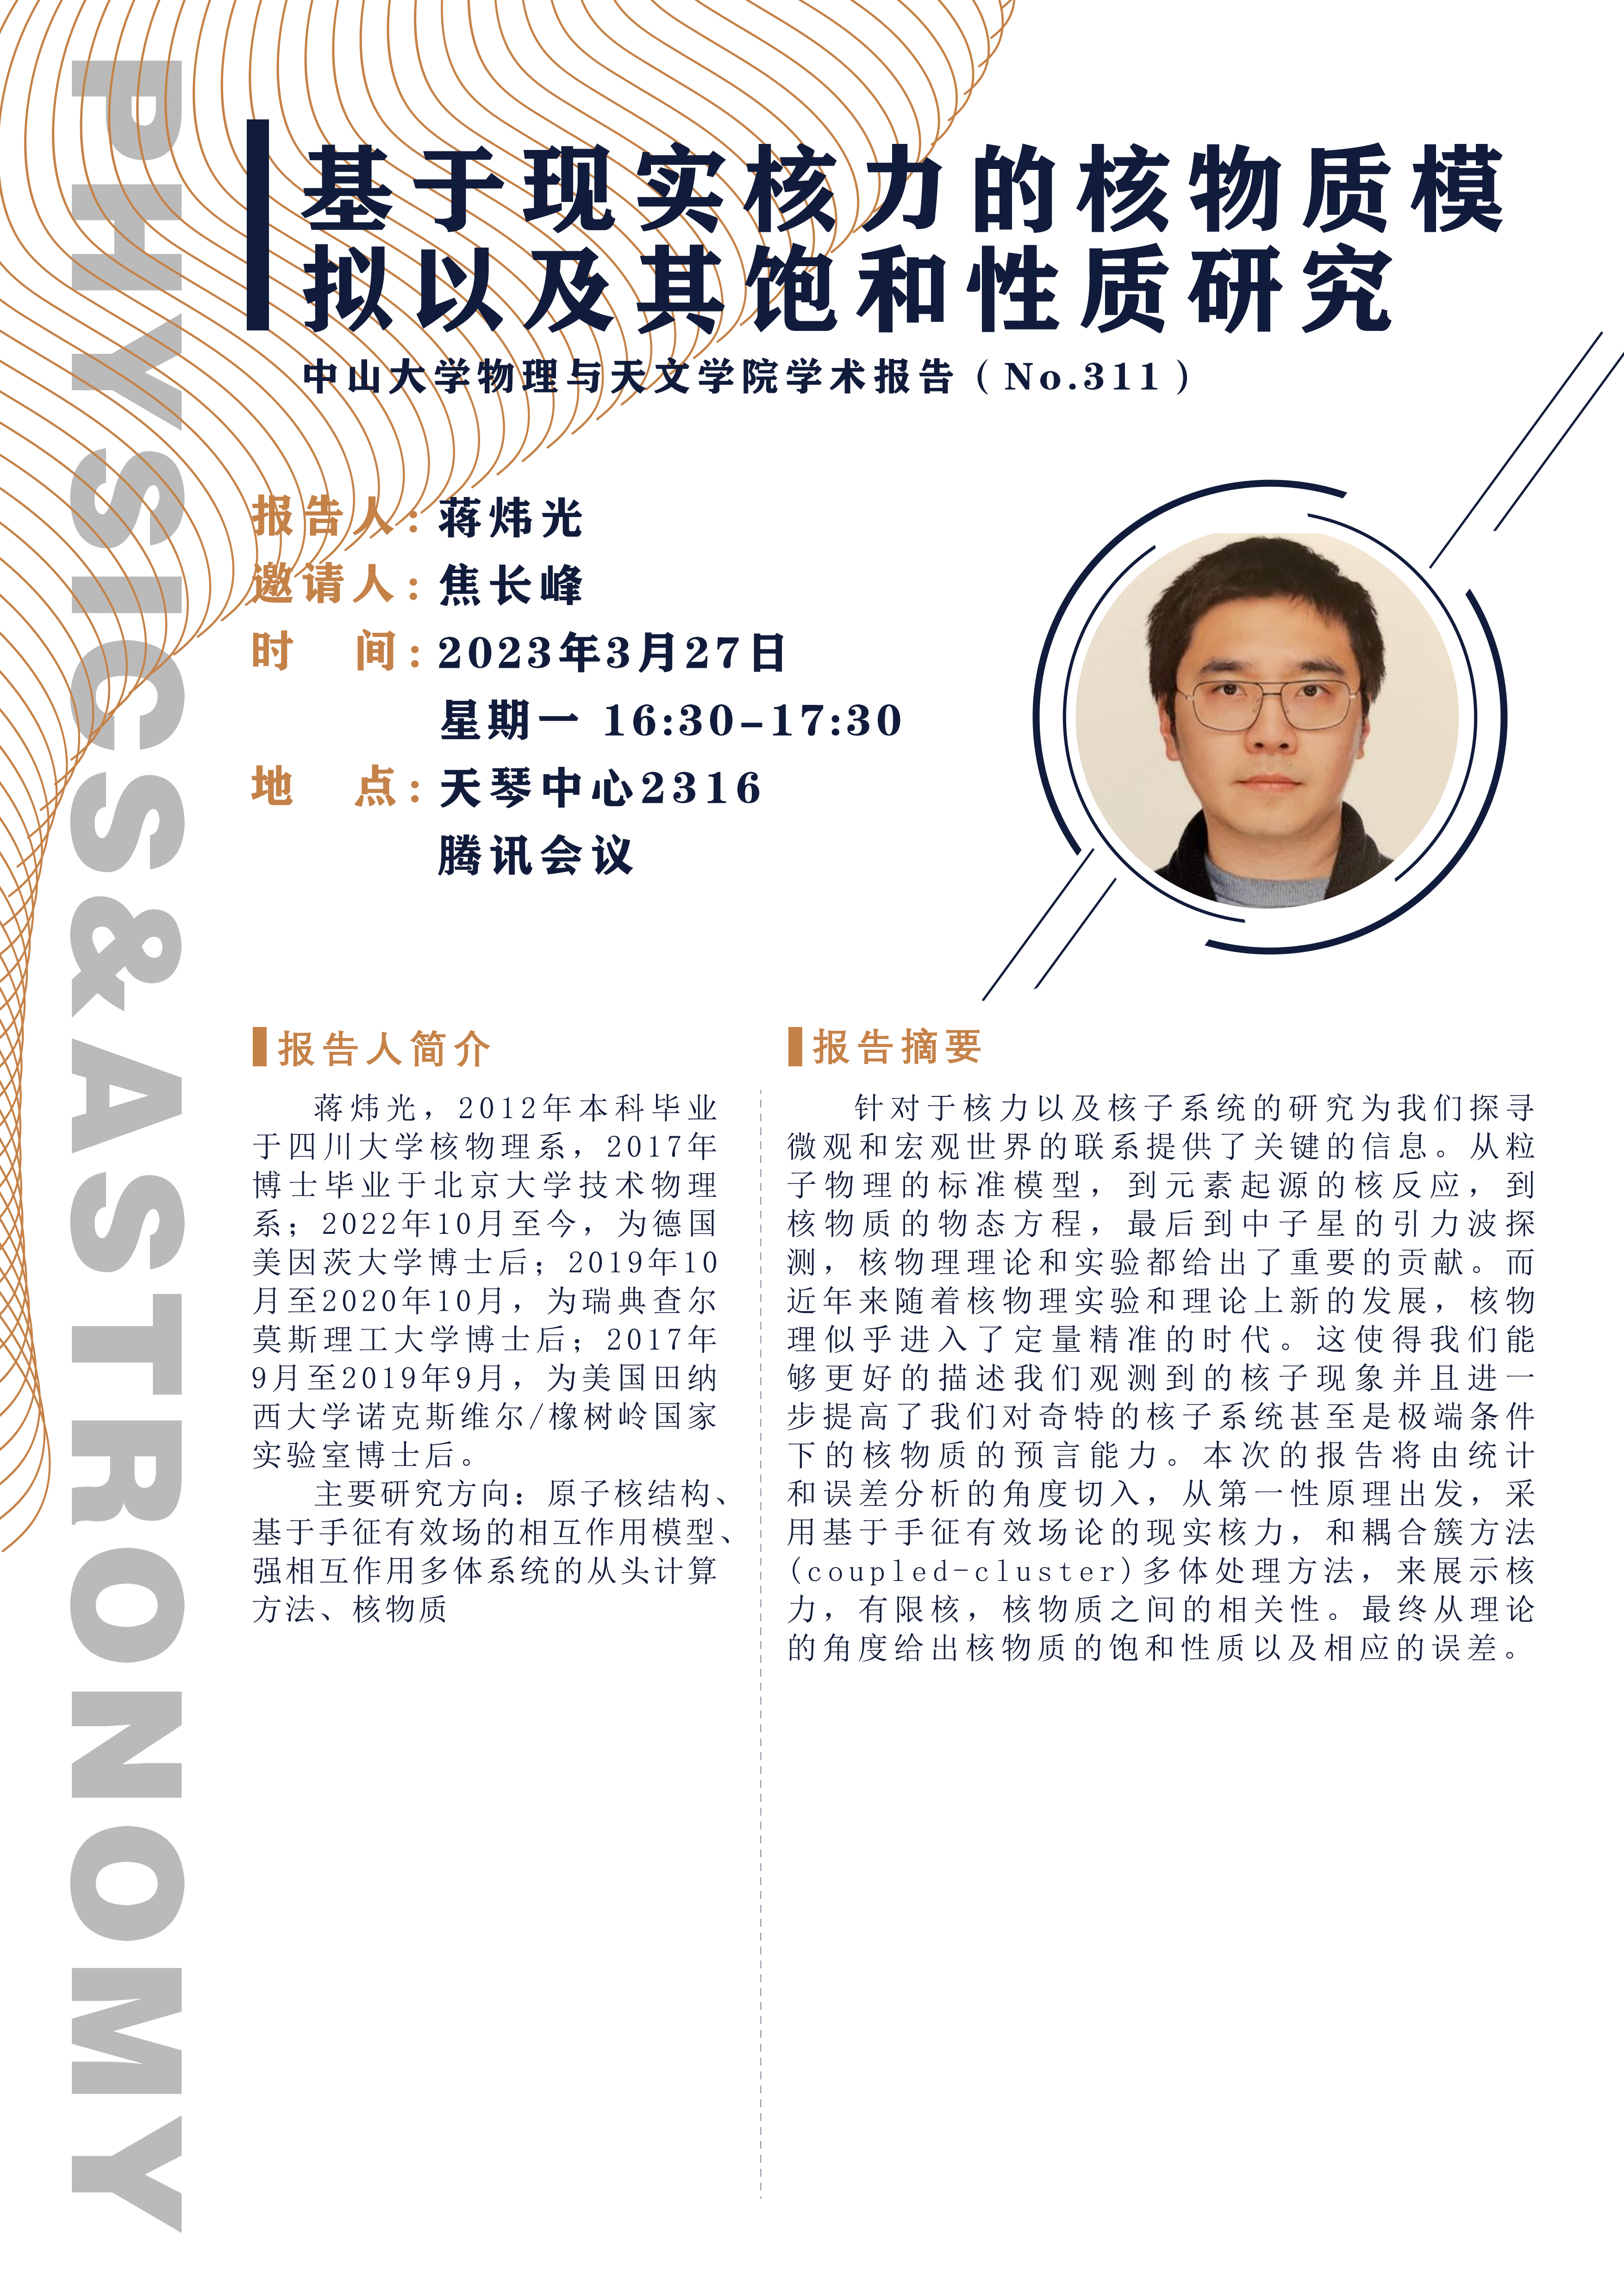 PHYSICS&ASTRONOMY
基于现实核力的核物质模
拟以及其饱和性质研究
中山大学物理与天文学院学术报告（No.311）
报告人：蒋炜光
邀请人：焦长峰
时 间：2023年3月27日
星期一 16:30-17:30
地 点：天琴中心2316
腾讯会议
报告人简介
蒋炜光，2012年本科毕业
于四川大学核物理系，2017年
博士毕业于北京大学技术物理
系；2022年10月至今，为德国
美因茨大学博士后；2019年10
月至2020年10月，为瑞典查尔
莫斯理工大学博士后；2017年
9月至2019年9月，为美国田纳
西大学诺克斯维尔/橡树岭国家
实验室博士后。
主要研究方向：原子核结构、
基于手征有效场的相互作用模型、
强相互作用多体系统的从头计算
方法、核物质
报告摘要
针对于核力以及核子系统的研究为我们探寻
微观和宏观世界的联系提供了关键的信息。从粒
子物理的标准模型，到元素起源的核反应，到
核物质的物态方程，最后到中子星的引力波探
测，核物理理论和实验都给出了重要的贡献。而
近年来随着核物理实验和理论上新的发展，核物
理似乎进入了定量精准的时代。这使得我们能
够更好的描述我们观测到的核子现象并且进一
步提高了我们对奇特的核子系统甚至是极端条件
下的核物质的预言能力。本次的报告将由统计
和误差分析的角度切入，从第一性原理出发，采
用基于手征有效场论的现实核力，和耦合簇方法
(coupled-cluster)多体处理方法，来展示核
力，有限核，核物质之间的相关性。最终从理论
的角度给出核物质的饱和性质以及相应的误差。